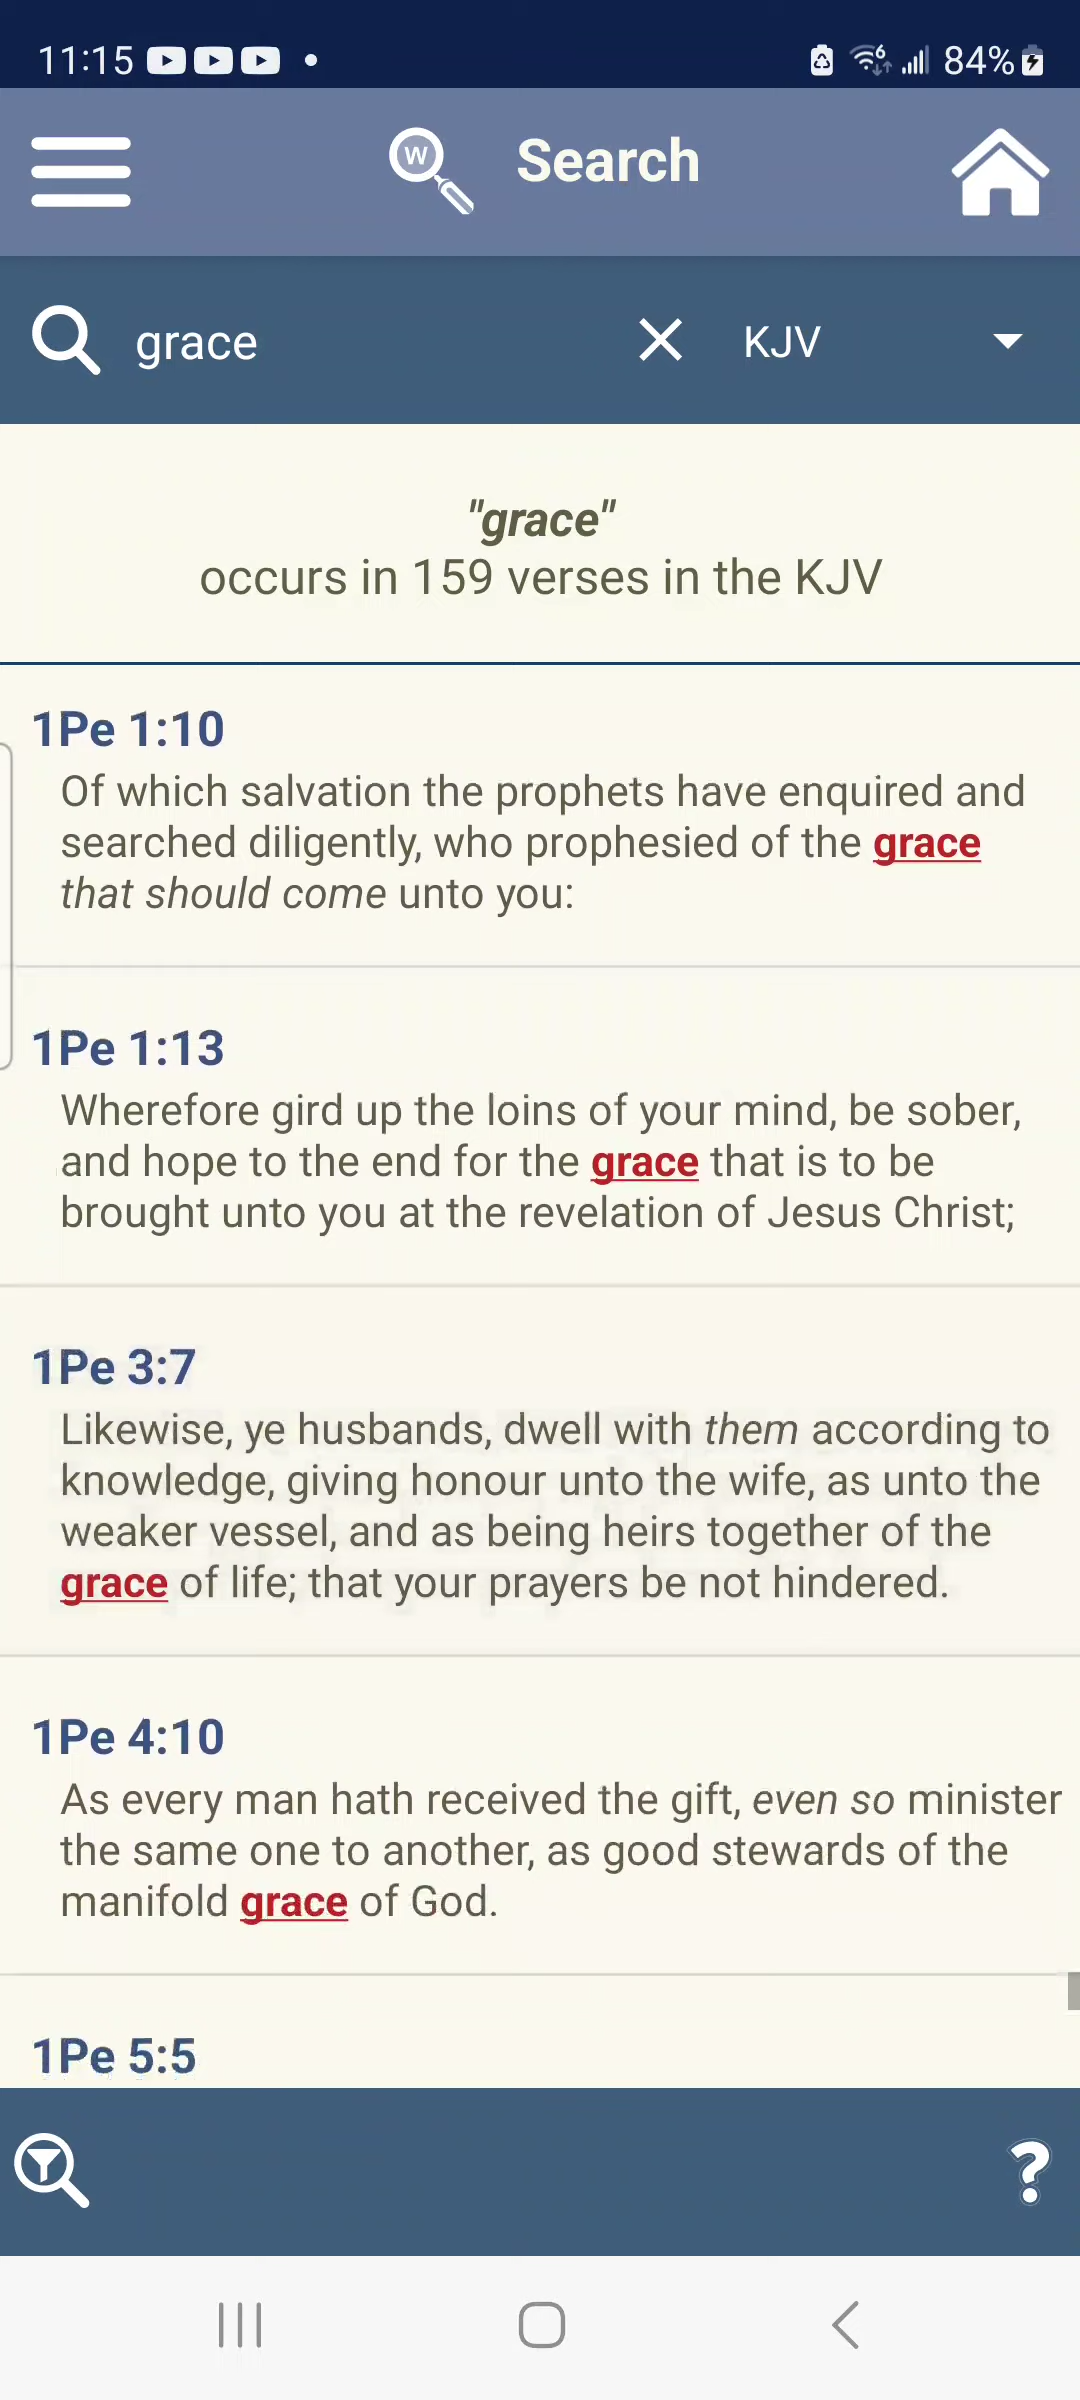 11:15
84%
W
Search
grace
KJV
"grace"
occurs in 159 verses in the KJV
1Pe 1:10
Of which salvation the prophets have enquired and
searched diligently, who prophesied of the grace
that should come unto you:
1Pe 1:13
Wherefore gird up the loins of your mind, be sober,
and hope to the end for the grace that is to be
brought unto you at the revelation of Jesus Christ;
1Pe 3:7
Likewise, ye husbands, dwell with them according to
knowledge, giving honour unto the wife, as unto the
weaker vessel, and as being heirs together of the
grace of life; that your prayers be not hindered.
1Pe 4:10
As every man hath received the gift, even so minister
the same one to another, as good stewards of the
manifold grace of God.
1Pe 5:5
?